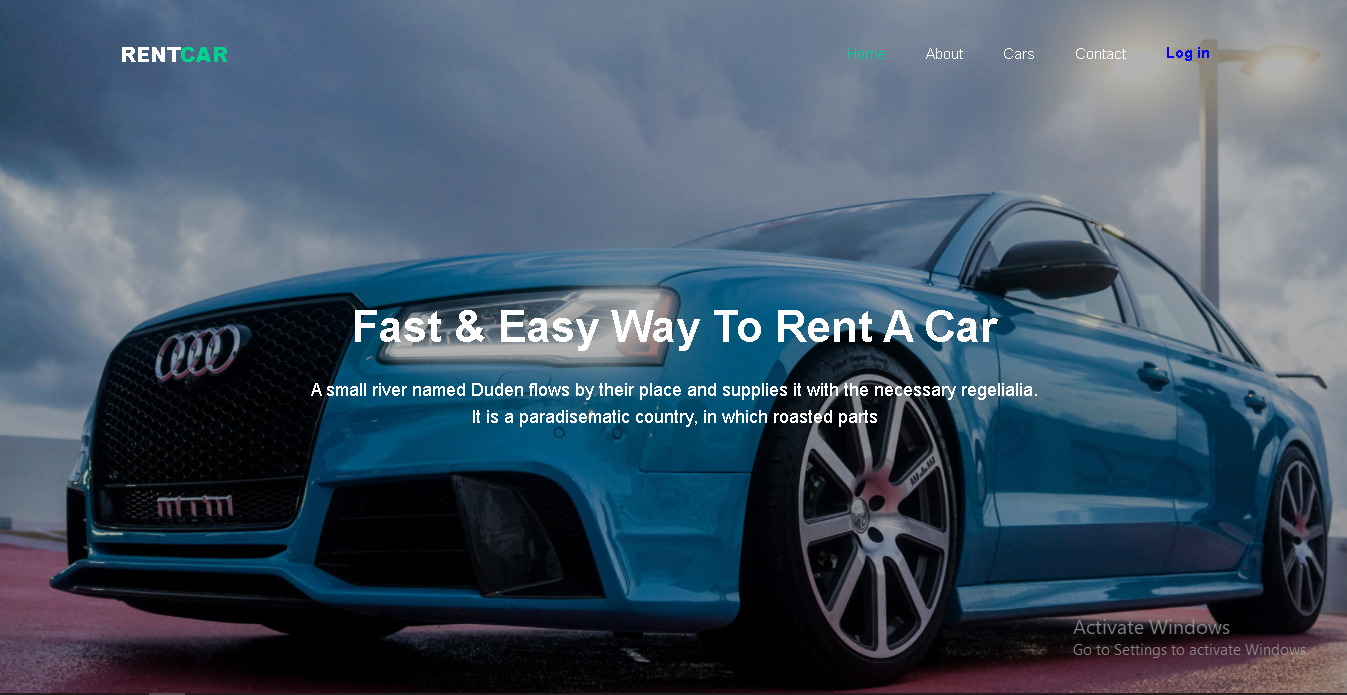 RENTCAR
Home About Cars Contact Log in
Fast & Easy Way To Rent A Car
A small river named Duden flows by their place and supplies it with the necessary regelialia.
It is a paradisematic country, in which roasted parts
mtm
Activate Windows
Go to Settings to activate Windows.